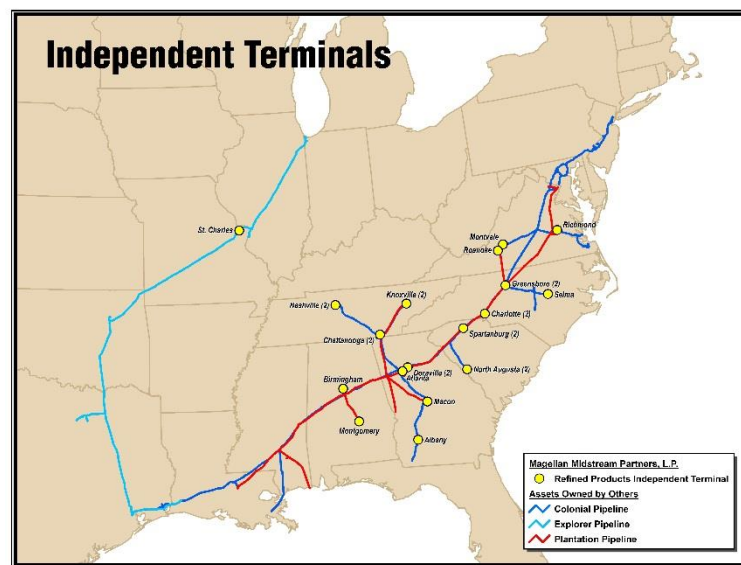 Independent Terminals
St. Charles
Montvale
Roanoke
Richmond
Greensboro (2)
Selma
Nashville (2)
Knoxville (2)
Charlotte (2)
Spartanburg (2)
Chattanooga (2)
North Augusta (2)
Doraville (2)
Atlanta
Birmingham
Macon
Montgomery
Albany
Magellan Midstream Partners, L.P.
Refined Products Independent Terminal
Assets Owned by Others
Colonial Pipeline
Explorer Pipeline
Plantation Pipeline